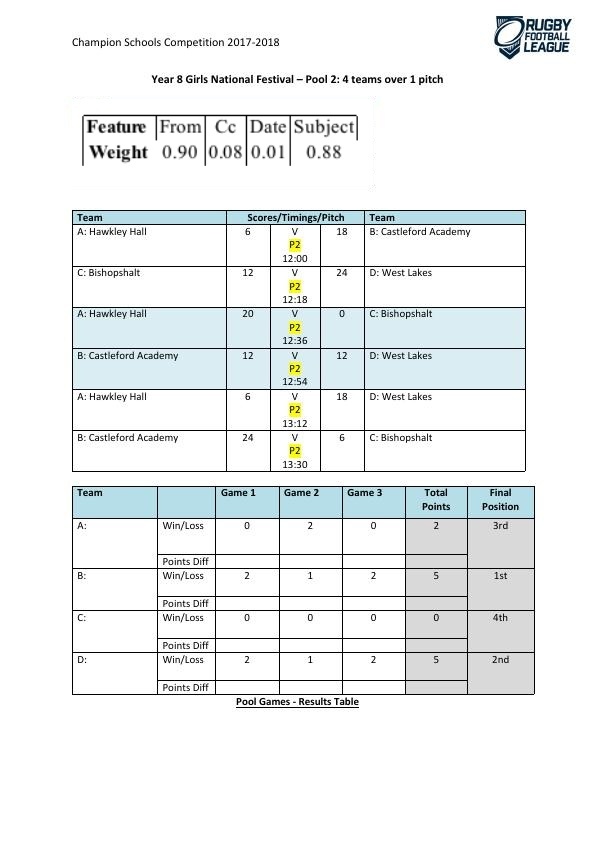 Champion Schools Competition 2017-2018
RUGBY
FOOTBALL
LEAGUE
Year 8 Girls National Festival – Pool 2: 4 teams over 1 pitch
Feature From Cc Date Subject
Weight 0.90 0.08 0.01 0.88
Team Scores/Timings/Pitch Team
A: Hawkley Hall 6 V 18 B: Castleford Academy
P2
12:00
C: Bishopshalt 12 V 24 D: West Lakes
P2
12:18
A: Hawkley Hall 20 V 0 C: Bishopshalt
P2
12:36
B: Castleford Academy 12 V 12 D: West Lakes
P2
12:54
A: Hawkley Hall 6 V 18 D: West Lakes
P2
13:12
B: Castleford Academy 24 V 6 C: Bishopshalt
P2
13:30
Team Game 1 Game 2 Game 3 Total Final
Points Position
A: Win/Loss 0 2 0 2 3rd
Points Diff
B: Win/Loss 2 1 2 5 1st
Points Diff
C: Win/Loss 0 0 0 0 4th
Points Diff
D: Win/Loss 2 1 2 5 2nd
Points Diff
Pool Games - Results Table